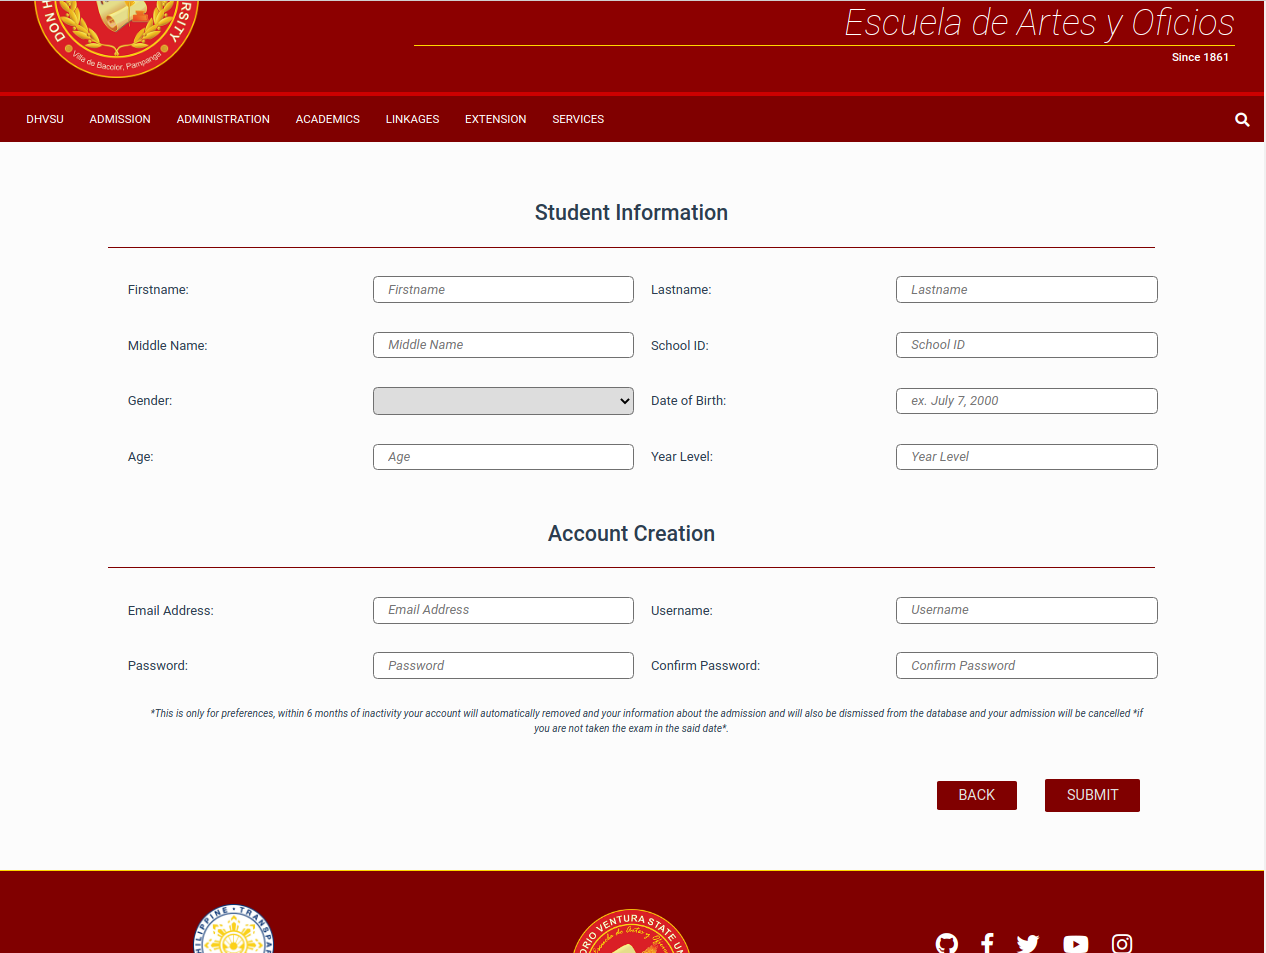 DON H
RSITY
Villa de Bacolor, Pampanga
Escuela de Artes y Oficios
Since 1861
DHVSU ADMISSION ADMINISTRATION ACADEMICS LINKAGES EXTENSION SERVICES
Student Information
Firstname: Firstname Lastname: Lastname
Middle Name: Middle Name School ID: School ID
Gender: Date of Birth: ex. July 7, 2000
Age: Age Year Level: Year Level
Account Creation
Email Address: Email Address Username: Username
Password: Password Confirm Password: Confirm Password
*This is only for preferences, within 6 months of inactivity your account will automatically removed and your information about the admission and will also be dismissed from the database and your admission will be cancelled *if
you are not taken the exam in the said date*.
BACK SUBMIT
HILIPPINE • TRANSPA
ORIO VENTURA STATE UN
Escuela de Artes y Oficios